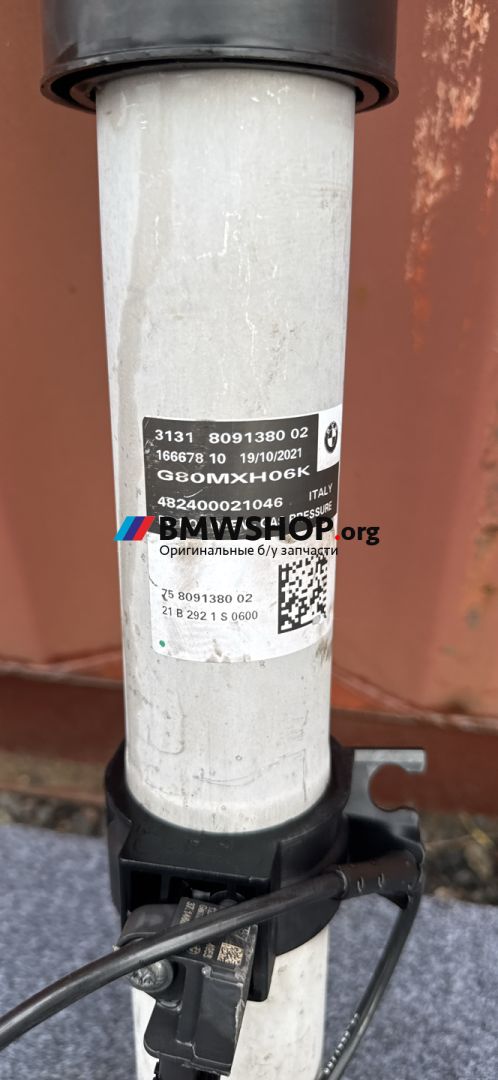 3131 8091380 02
166678 10 19/10/2021
G80MXH06K
482400021046 ITALY
PRESSURE
BMWSHOP.org
Оригинальные б/у запчасти
75 8091380 02
21 B 292 1 S 0600